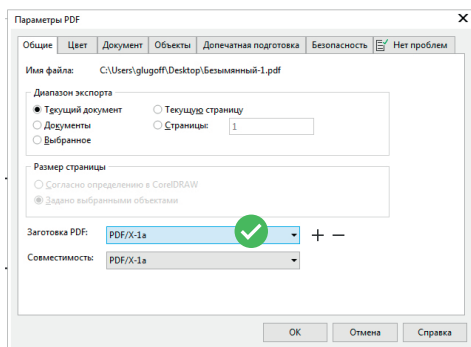 Параметры PDF
Общие Цвет Документ Объекты Допечатная подготовка Безопасность Нет проблем
Имя файла: C:\Users\glugoff\Desktop\Безымянный-1.pdf
Диапазон экспорта
Текущий документ Текущую страницу
Документы Страницы: 1
Выбранное
Размер страницы
Согласно определению в CorelDRAW
Задано выбранными объектами
Заготовка PDF: PDF/X-1a
Совместимость: PDF/X-1a
ОК Отмена Справка